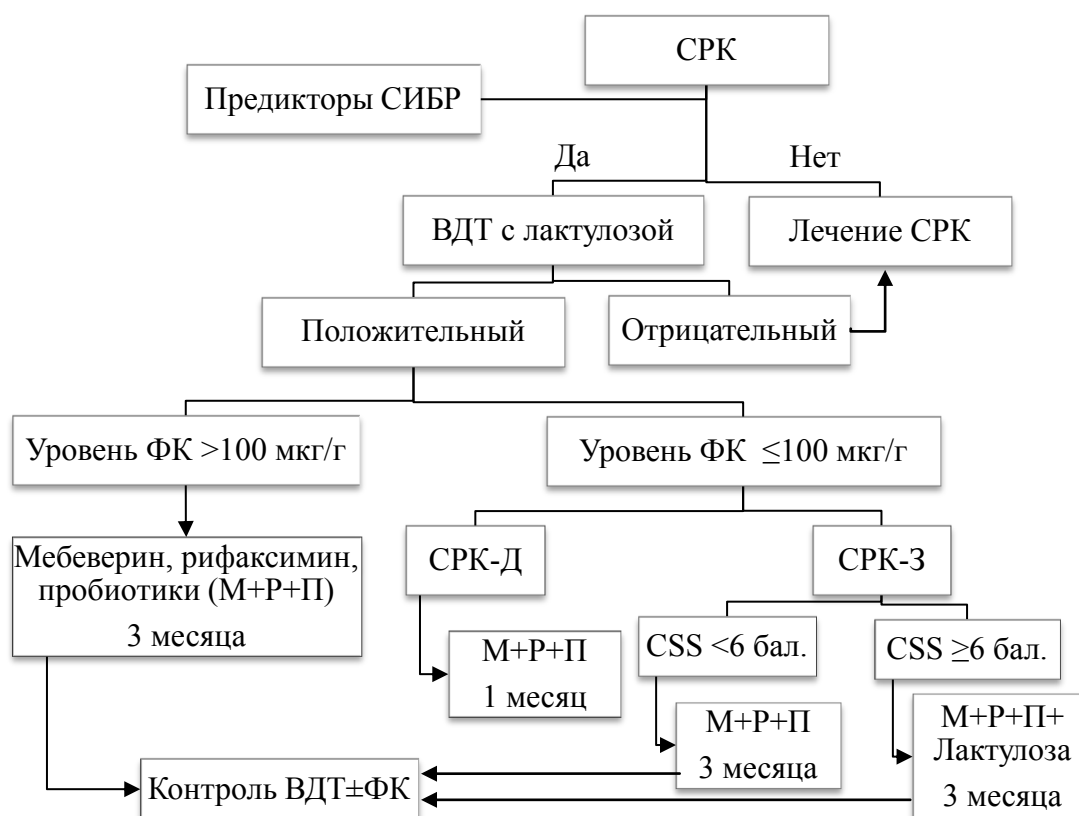 СРК
Предикторы СИБР
Да
Нет
ВДТ с лактулозой
Лечение СРК
Положительный
Отрицательный
Уровень ФК >100 мкг/г
Уровень ФК ≤100 мкг/г
Мебеверин, рифаксимин,
пробиотики (М+Р+П)
3 месяца
СРК-Д
СРК-З
М+Р+П
1 месяц
CSS <6 бал.
CSS ≥6 бал.
М+Р+П
3 месяца
М+Р+П+
Лактулоза
3 месяца
Контроль ВДТ±ФК